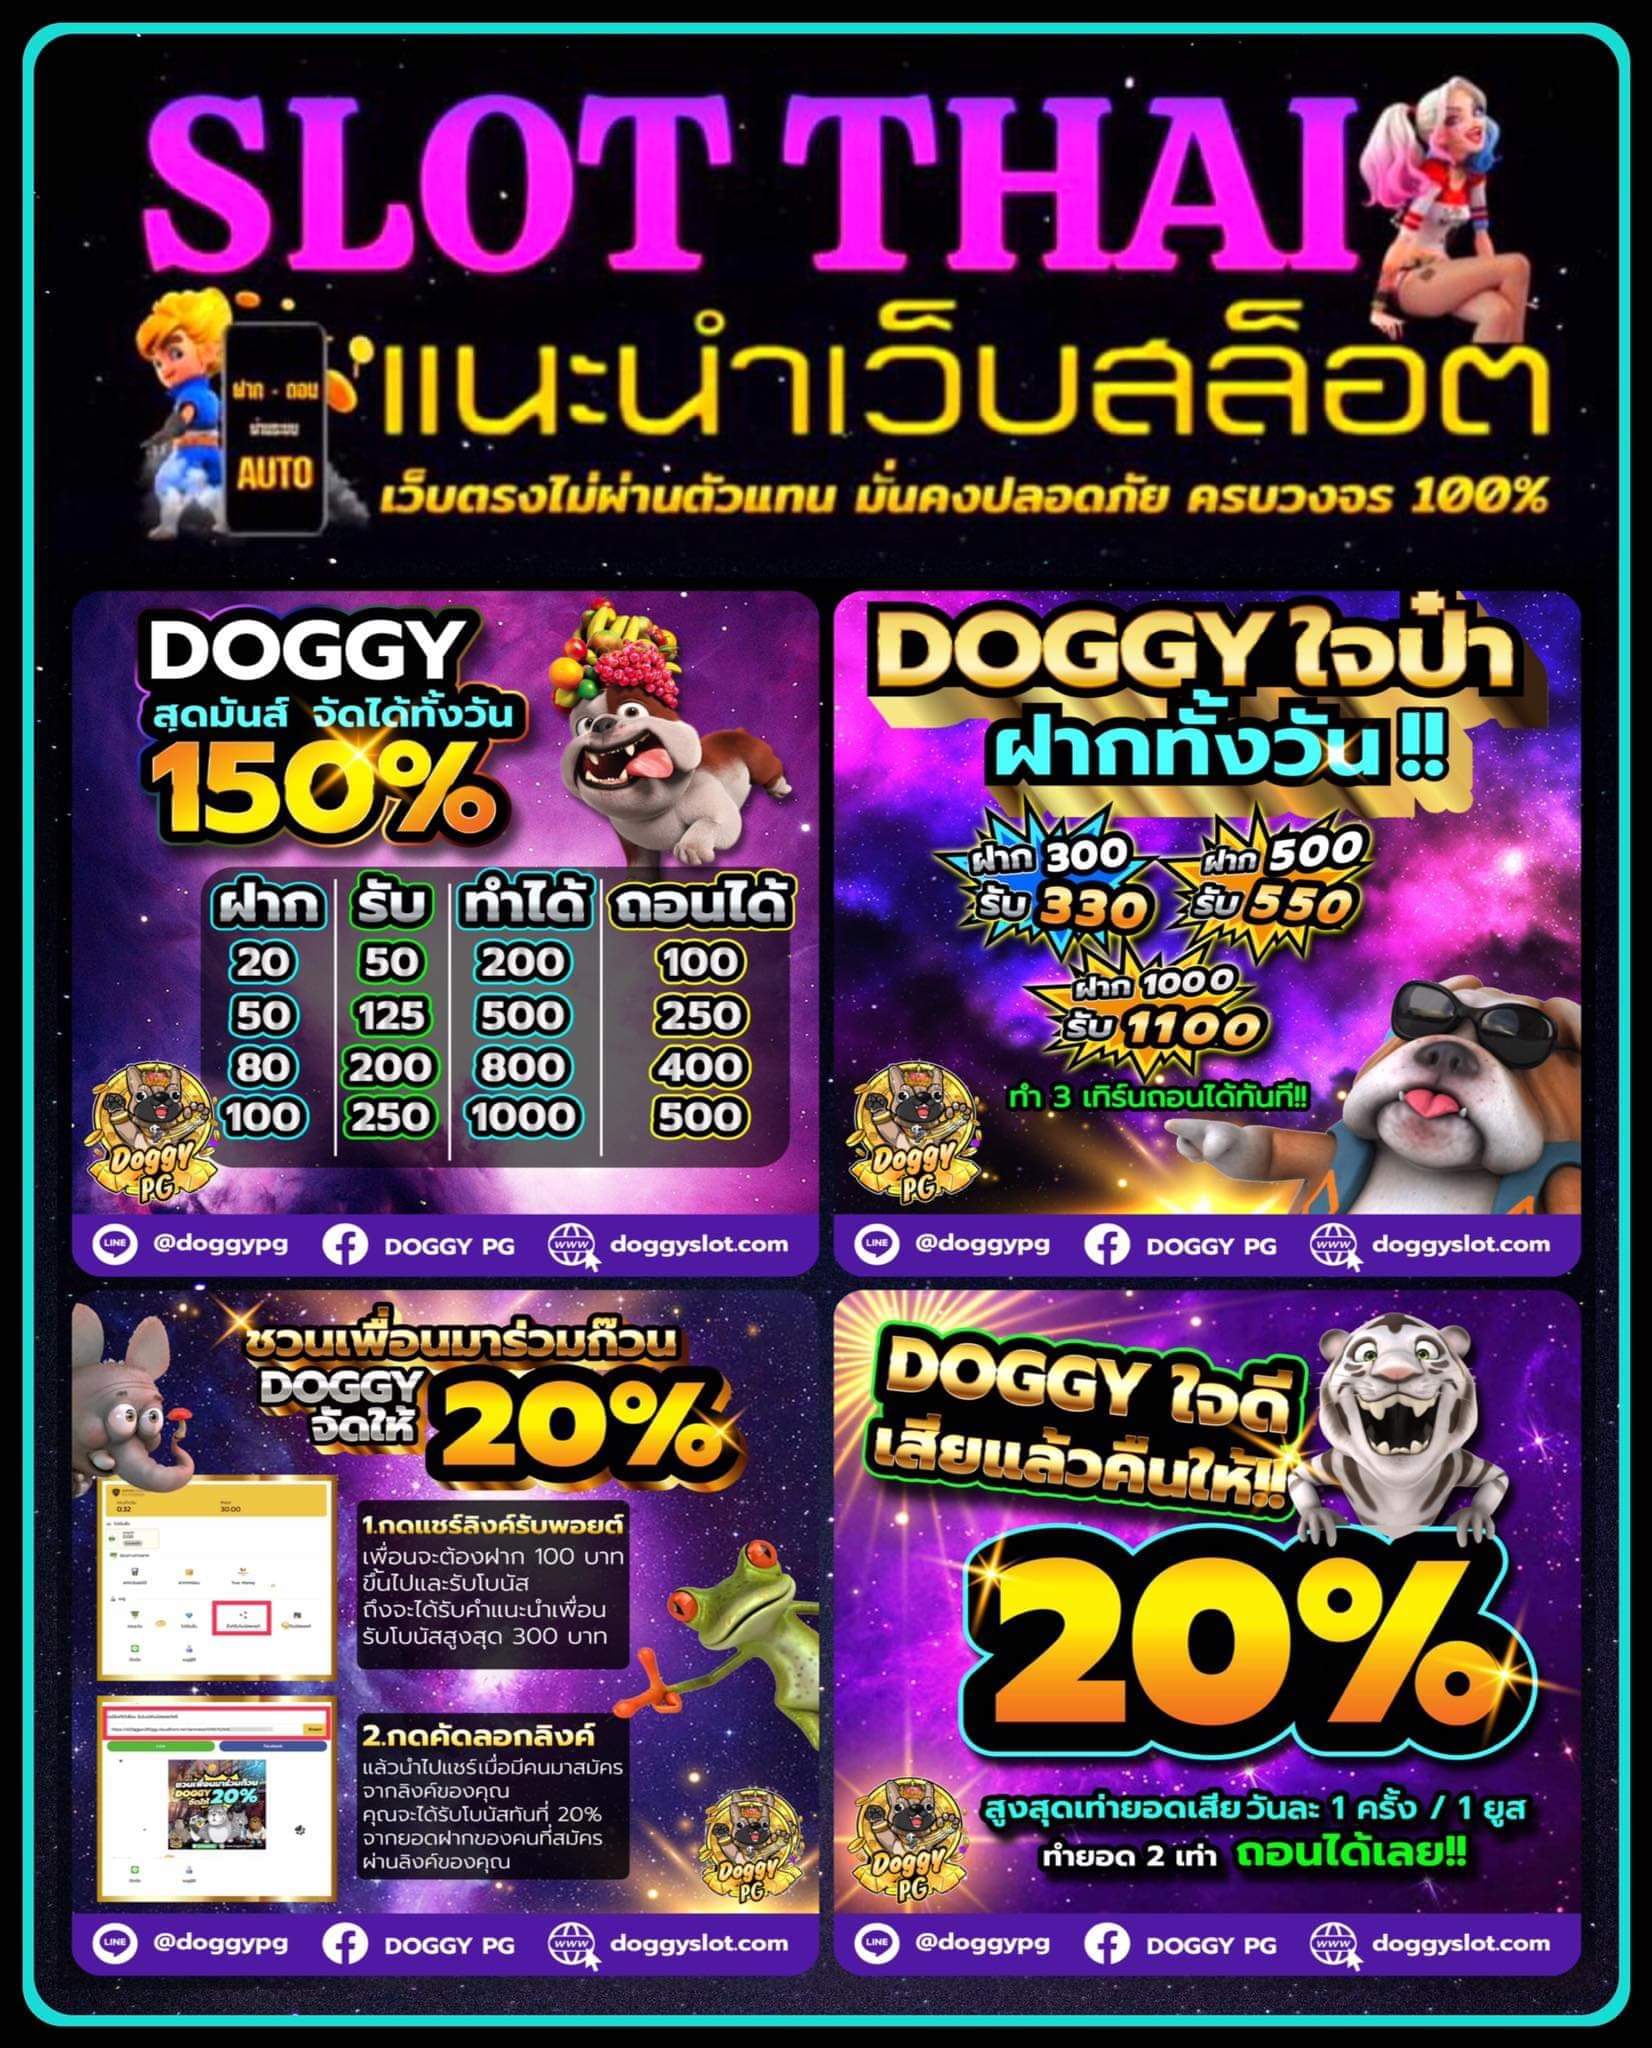 SLOT THAI
แนะนำเว็บสล็อต
ฝาก - ถอน
ผ่านระบบ
AUTO
เว็บตรงไม่ผ่านตัวแทน มั่นคงปลอดภัย ครบวงจร 100%
DOGGY
สุดมันส์ จัดได้ทั้งวัน
150%
ฝาก รับ ทำได้ ถอนได้
20 50 200 100
50 125 500 250
80 200 800 400
100 250 1000 500
Doggy
PG
@doggypg DOGGY PG doggyslot.com
DOGGY ใจป๋า
ฝากทั้งวัน !!
ฝาก 300
รับ 330
ฝาก 500
รับ 550
ฝาก 1000
รับ 1100
ทำ 3 เทิร์นถอนได้ทันที!!
Doggy
PG
@doggypg DOGGY PG doggyslot.com
ชวนเพื่อนมาร่วมก๊วน
DOGGY
จัดให้
20%
1.กดแชร์ลิงค์รับพอยต์
เพื่อนจะต้องฝาก 100 บาท
ขึ้นไปและรับโบนัส
ถึงจะได้รับคำแนะนำเพื่อน
รับโบนัสสูงสุด 300 บาท
2.กดคัดลอกลิงค์
แล้วนำไปแชร์เมื่อมีคนมาสมัคร
จากลิงค์ของคุณ
คุณจะได้รับโบนัสทันที 20%
จากยอดฝากของคนที่สมัคร
ผ่านลิงค์ของคุณ
Doggy
PG
@doggypg DOGGY PG doggyslot.com
DOGGY ใจดี
เสียแล้วคืนให้!!
20%
สูงสุดเท่ายอดเสีย วันละ 1 ครั้ง / 1 ยูส
ทำยอด 2 เท่า ถอนได้เลย!!
Doggy
PG
@doggypg DOGGY PG doggyslot.com